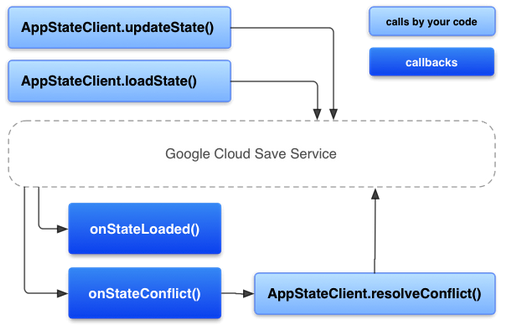 AppStateClient.updateState()
calls by your code
AppStateClient.loadState()
callbacks
Google Cloud Save Service
onStateLoaded()
onStateConflict()
AppStateClient.resolveConflict()